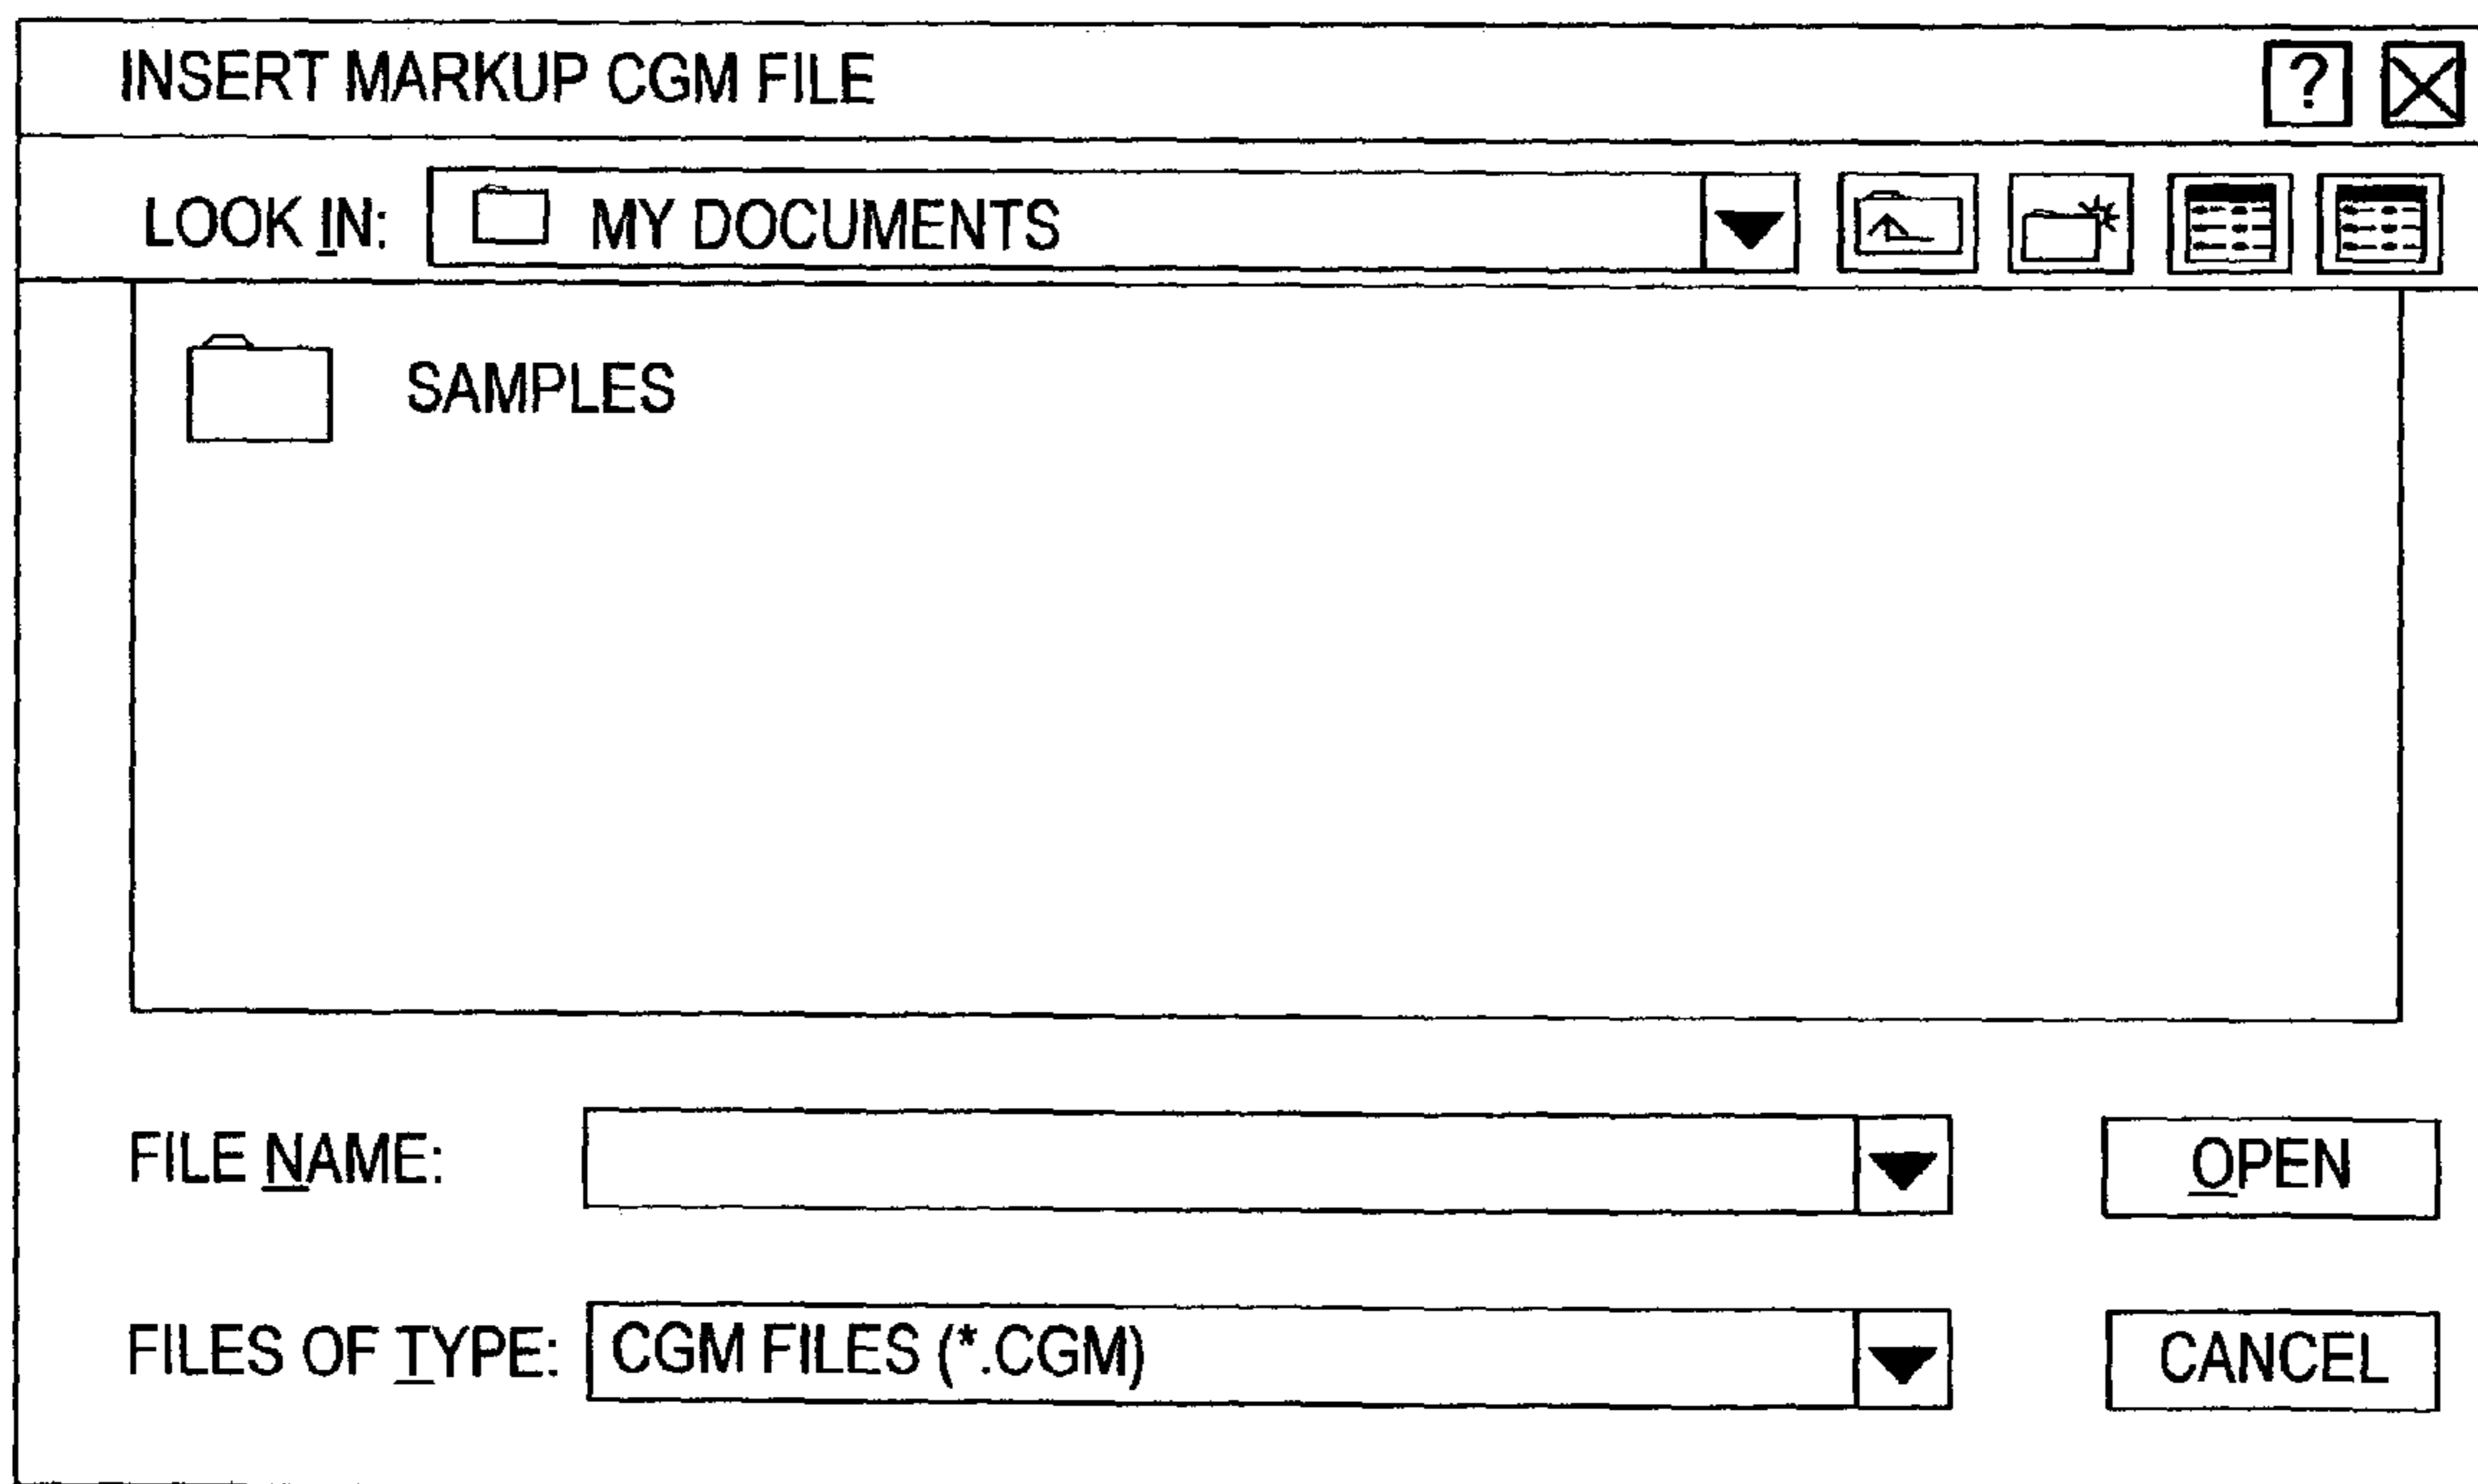 INSERT MARKUP CGM FILE ?
LOOK IN: MY DOCUMENTS
SAMPLES
FILE NAME: OPEN
FILES OF TYPE: CGM FILES (*.CGM) CANCEL